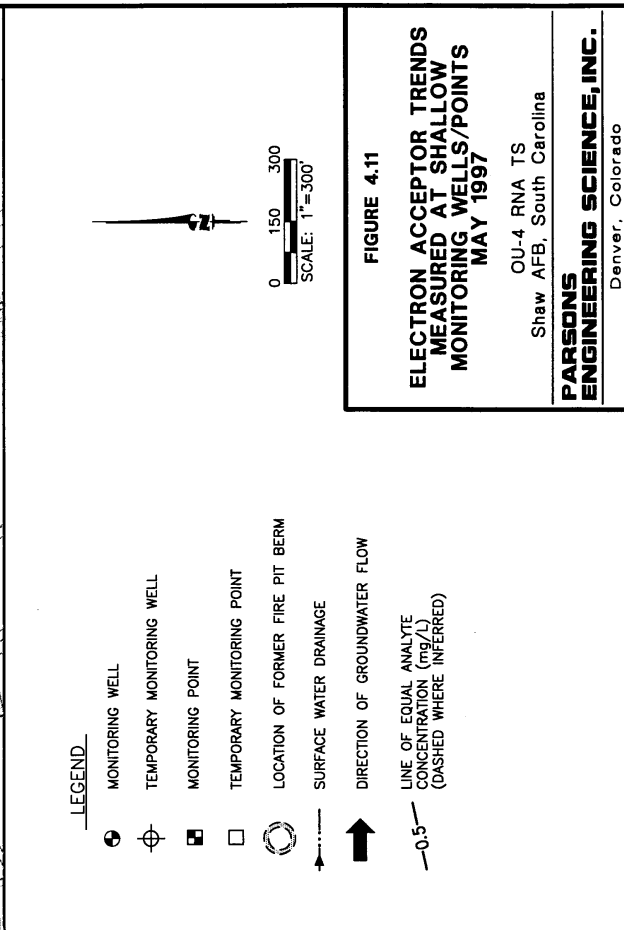 LEGEND
MONITORING WELL
TEMPORARY MONITORING WELL
MONITORING POINT
TEMPORARY MONITORING POINT
LOCATION OF FORMER FIRE PIT BERM
SURFACE WATER DRAINAGE
DIRECTION OF GROUNDWATER FLOW
0.5
LINE OF EQUAL ANALYTE
CONCENTRATION (mg/L)
(DASHED WHERE INFERRED)
N
0 150 300
SCALE: 1"=300'
FIGURE 4.11
ELECTRON ACCEPTOR TRENDS
MEASURED AT SHALLOW
MONITORING WELLS/POINTS
MAY 1997
OU-4 RNA TS
Shaw AFB, South Carolina
PARSONS
ENGINEERING SCIENCE, INC.
Denver, Colorado